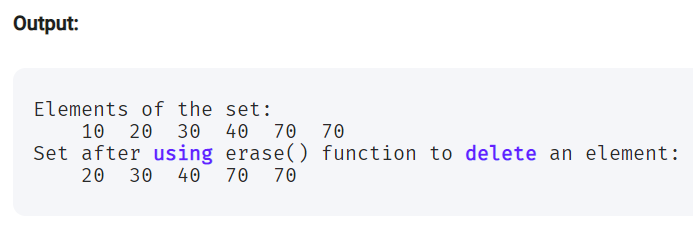 Output:
Elements of the set:
10 20 30 40 70 70
Set after using erase() function to delete an element:
20 30 40 70 70